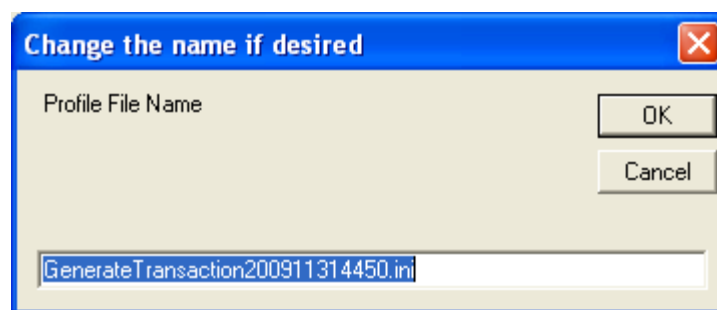 Change the name if desired
Profile File Name
OK
Cancel
GenerateTransaction200911314450.ini